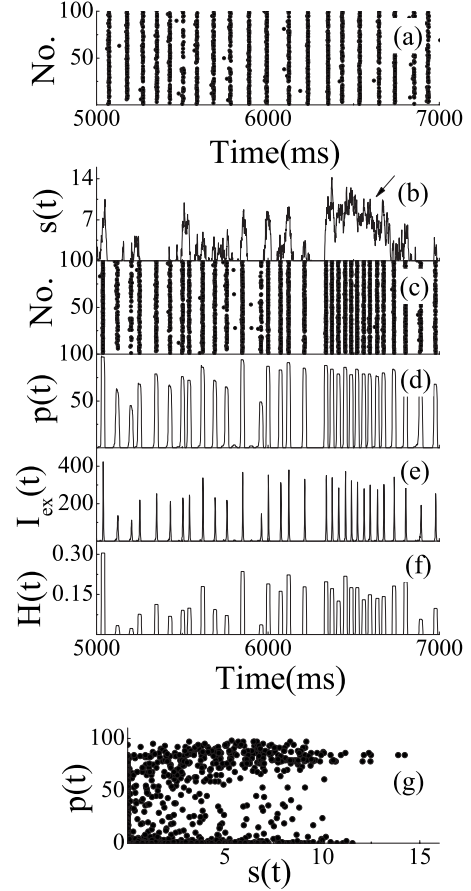 100
No.
50
(a)
5000 6000 7000
Time(ms)
14
s(t)
7
(b)
100
No.
50
(c)
100
p(t)
50
(d)
400
I_ex(t)
200
(e)
0.30
H(t)
0.15
(f)
5000 6000 7000
Time(ms)
100
p(t)
50
(g)
0
5 10 15
s(t)